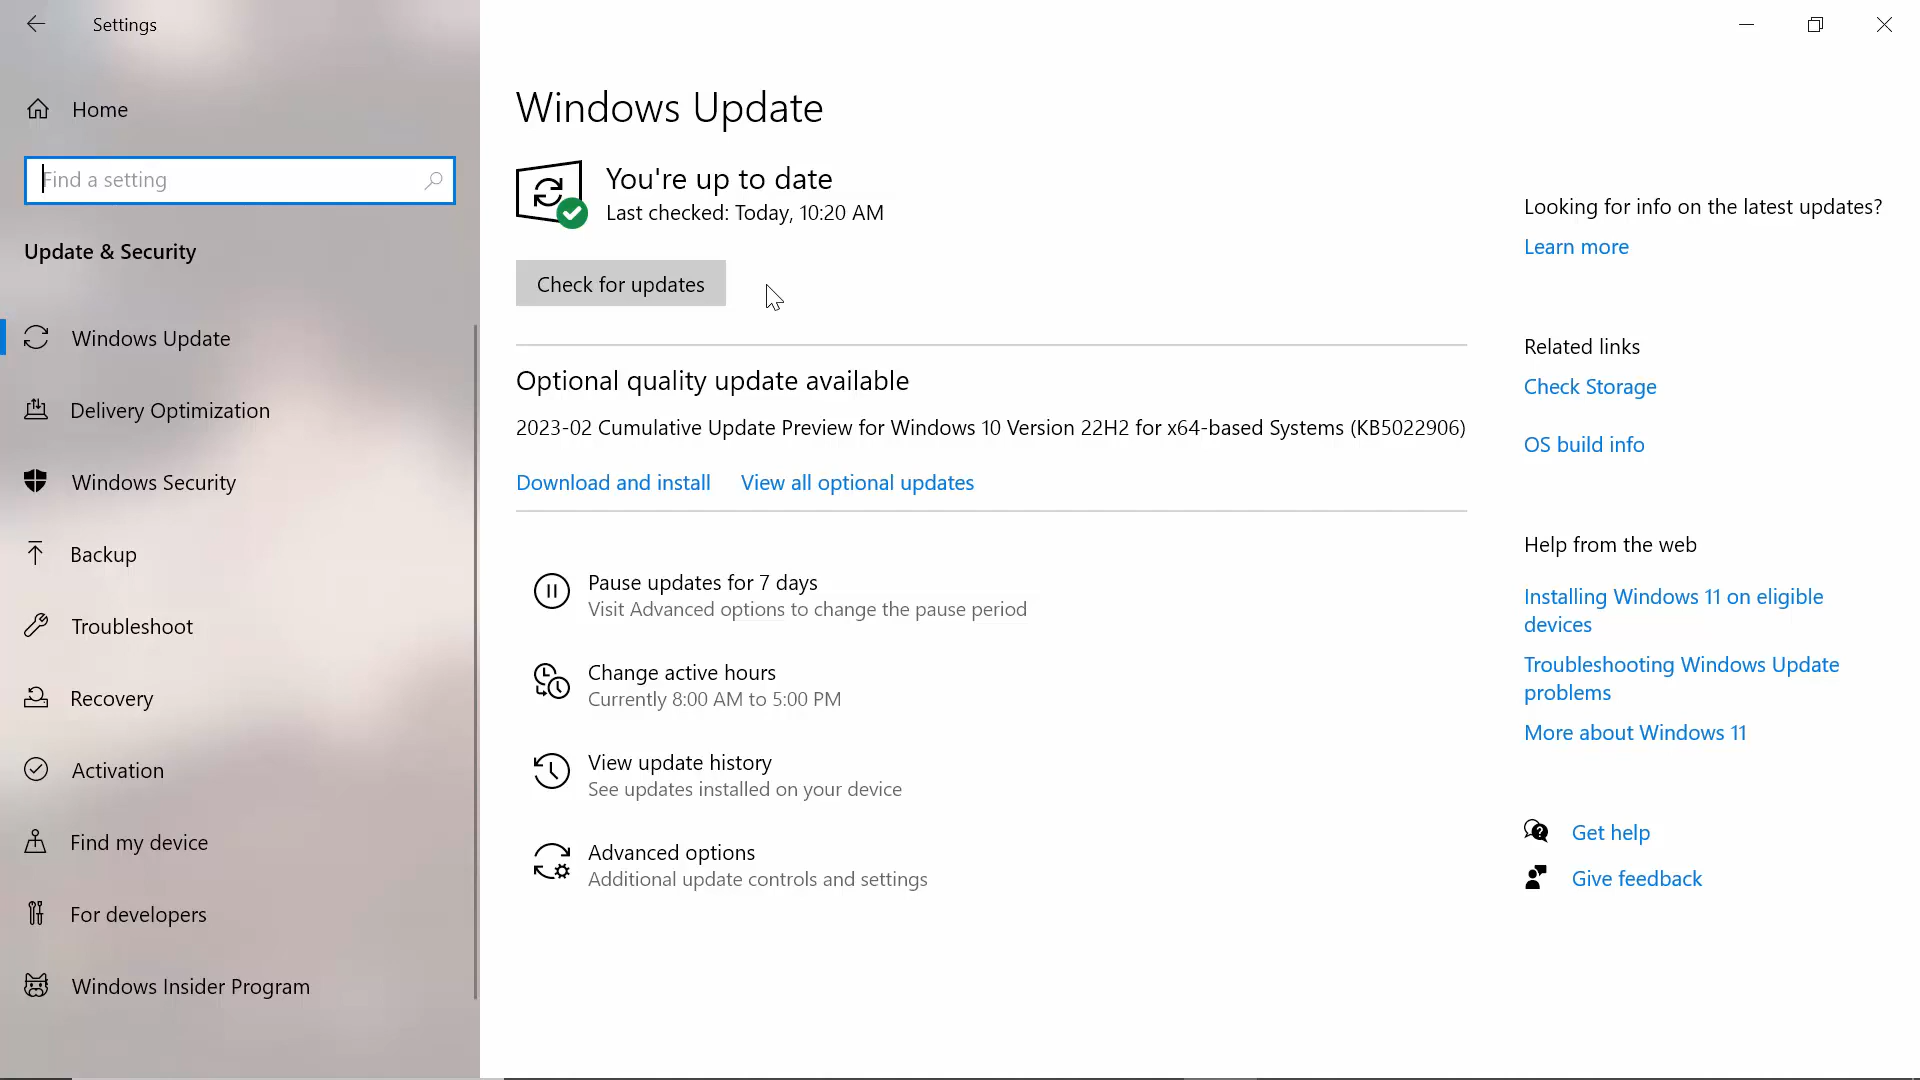 Settings
Home
Find a setting
Update & Security
Windows Update
Delivery Optimization
Windows Security
Backup
Troubleshoot
Recovery
Activation
Find my device
For developers
Windows Insider Program
Windows Update
You're up to date
Last checked: Today, 10:20 AM
Check for updates
Optional quality update available
2023-02 Cumulative Update Preview for Windows 10 Version 22H2 for x64-based Systems (KB5022906)
Download and install View all optional updates
Pause updates for 7 days
Visit Advanced options to change the pause period
Change active hours
Currently 8:00 AM to 5:00 PM
View update history
See updates installed on your device
Advanced options
Additional update controls and settings
Looking for info on the latest updates?
Learn more
Related links
Check Storage
OS build info
Help from the web
Installing Windows 11 on eligible
devices
Troubleshooting Windows Update
problems
More about Windows 11
Get help
Give feedback